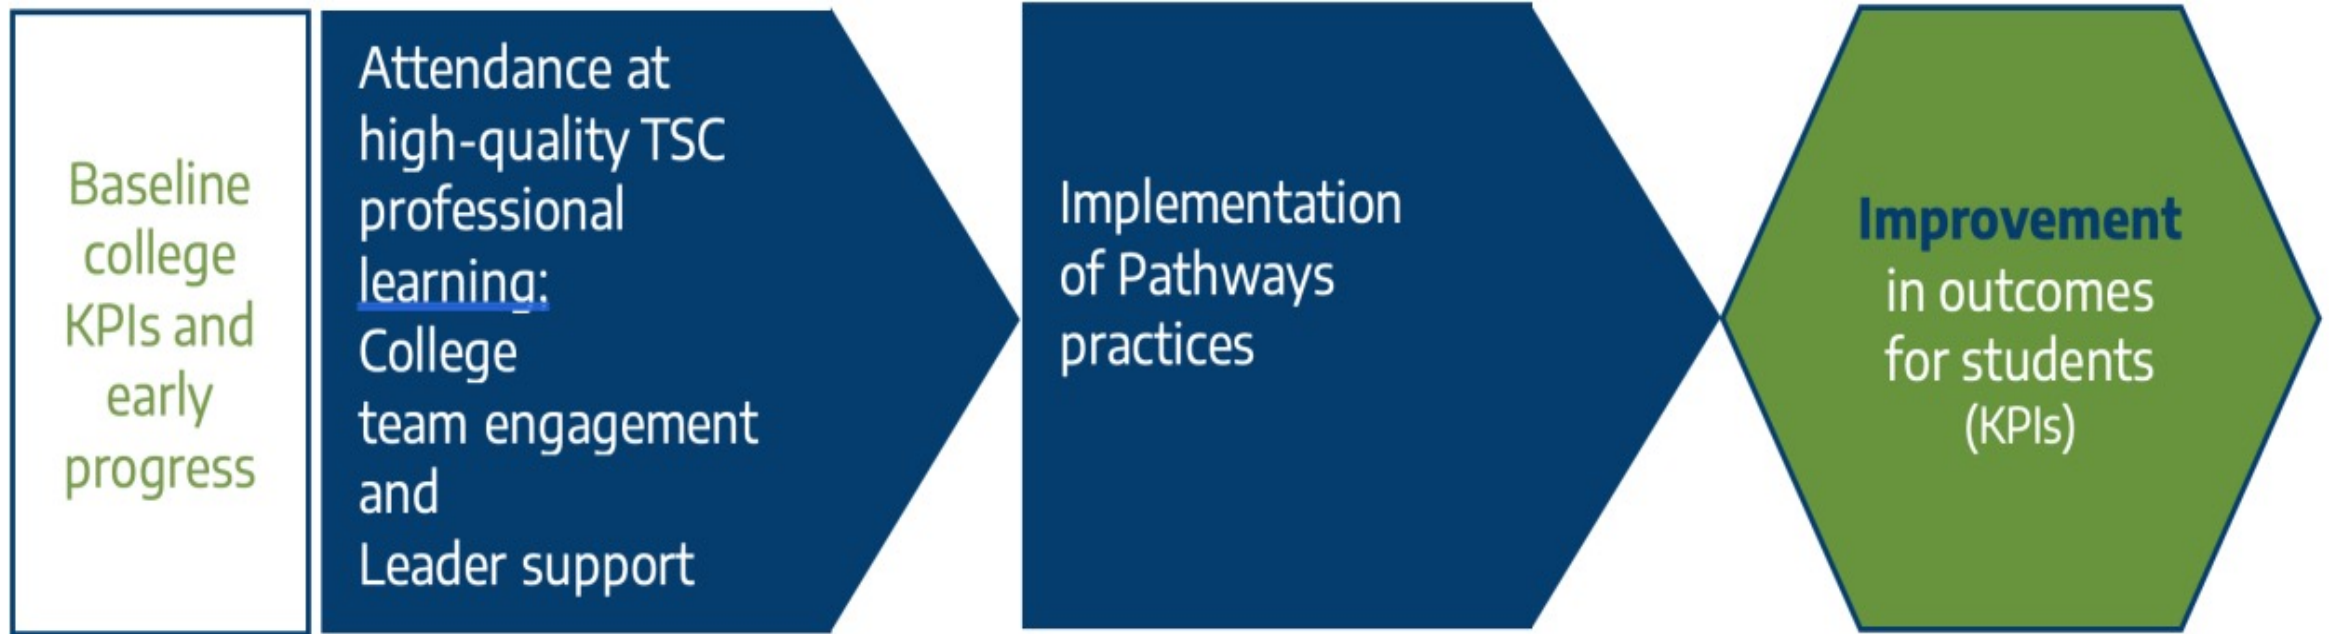 Baseline
college
KPIs and
early
progress
Attendance at
high-quality TSC
professional
learning:
College
team engagement
and
Leader support
Implementation
of Pathways
practices
Improvement
in outcomes
for students
(KPIs)